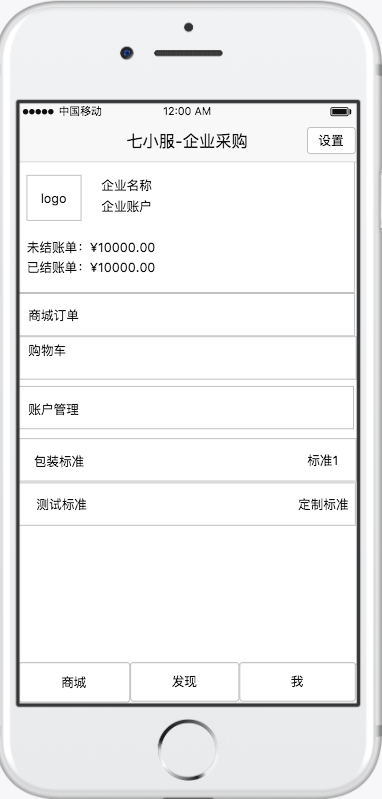 中国移动 12:00 AM
七小服-企业采购 设置
logo
企业名称
企业账户
未结账单：¥10000.00
已结账单：¥10000.00
商城订单
购物车
账户管理
包装标准 标准1
测试标准 定制标准
商城 发现 我